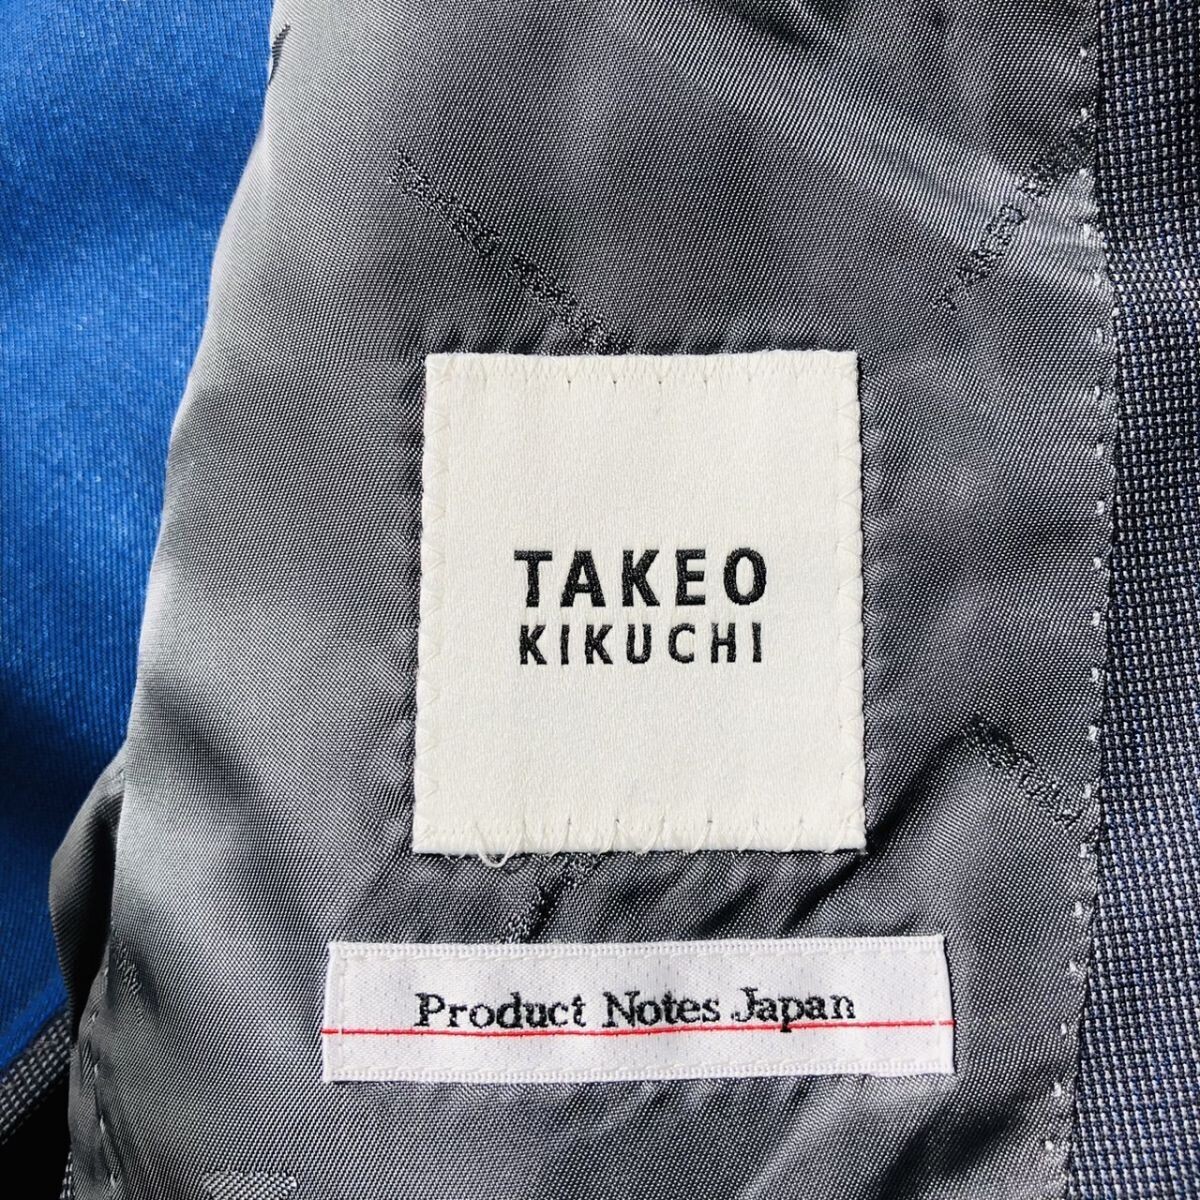 TAKEO
KIKUCHI
Product Notes Japan